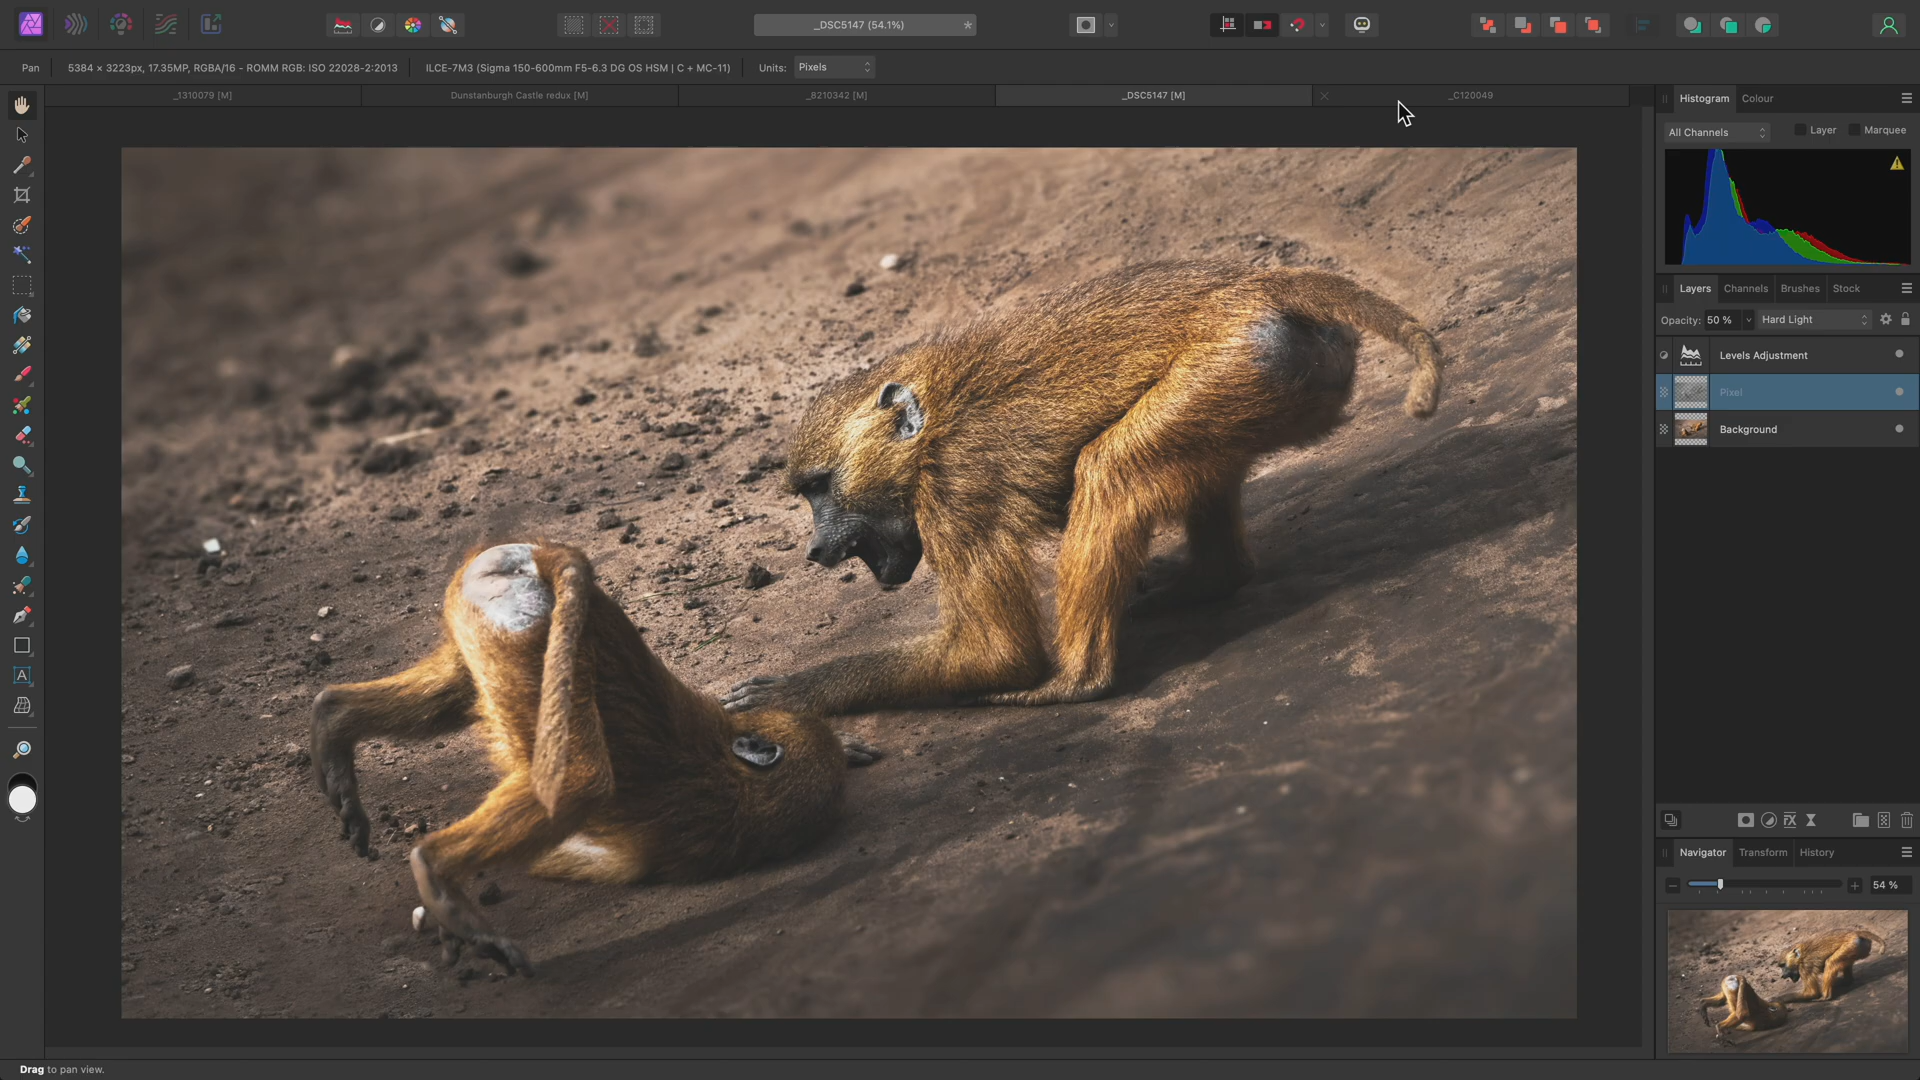 _DSC5147 (54.1%)
*
Pan
5384 × 3223px, 17.35MP, RGBA/16 - ROMM RGB: ISO 22028-2:2013
ILCE-7M3 (Sigma 150-600mm F5-6.3 DG OS HSM | C + MC-11)
Units: Pixels
_1310079 [M]
Dunstanburgh Castle redux [M]
_8210342 [M]
_DSC5147 [M]
_C120049
Histogram Colour
All Channels Layer Marquee
Layers Channels Brushes Stock
Opacity: 50 % Hard Light
Levels Adjustment
Pixel
Background
Navigator Transform History
54 %
Drag to pan view.